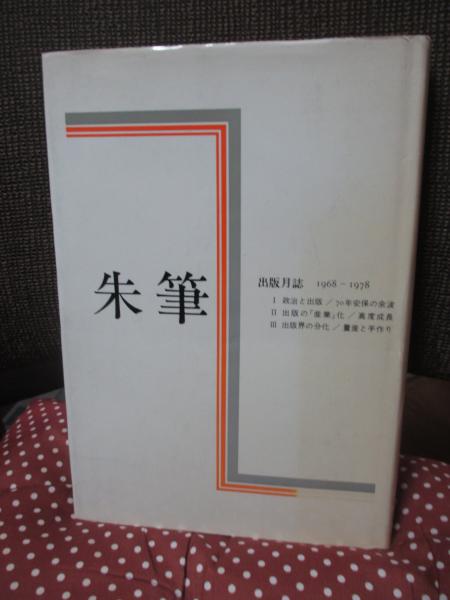 朱筆
出版月誌 1968－1978
Ⅰ 政治と出版／70年安保の余波
Ⅱ 出版の「産業」化／高度成長
Ⅲ 出版界の分化／量産と手作り